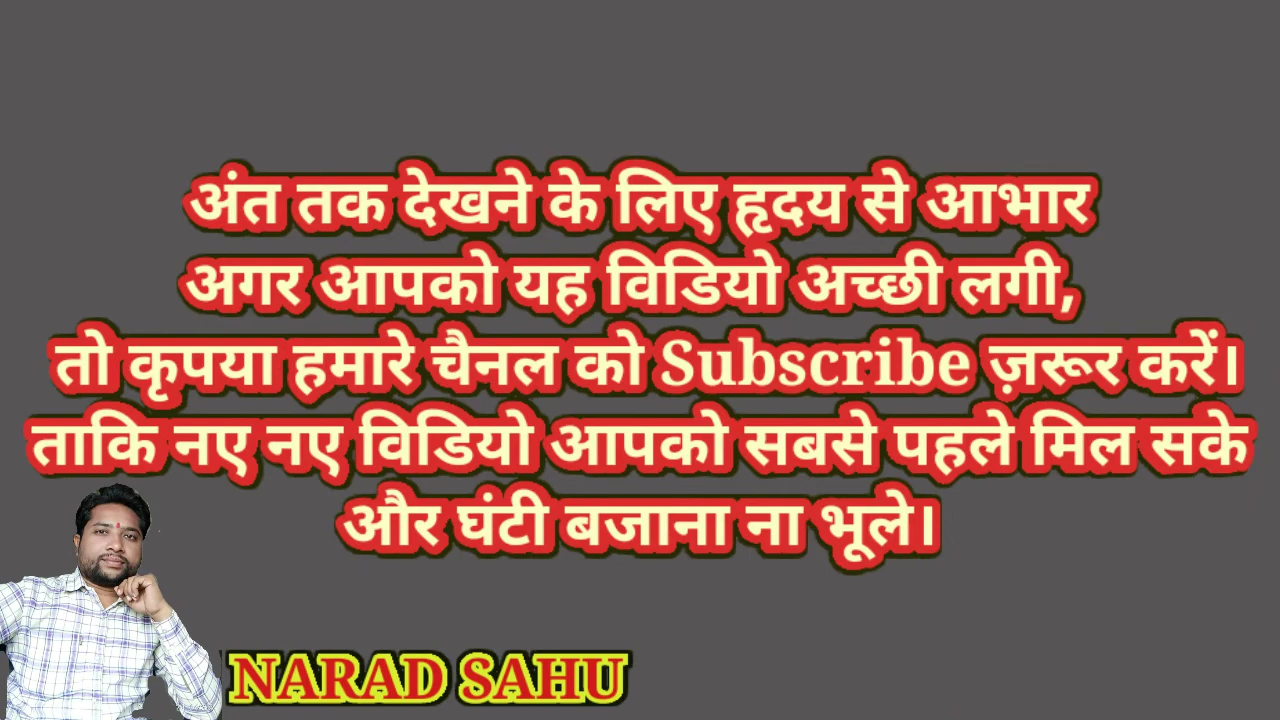 अंत तक देखने के लिए हृदय से आभार
अगर आपको यह विडियो अच्छी लगी,
तो कृपया हमारे चैनल को Subscribe ज़रूर करें।
ताकि नए नए विडियो आपको सबसे पहले मिल सके
और घंटी बजाना ना भूले।
NARAD SAHU